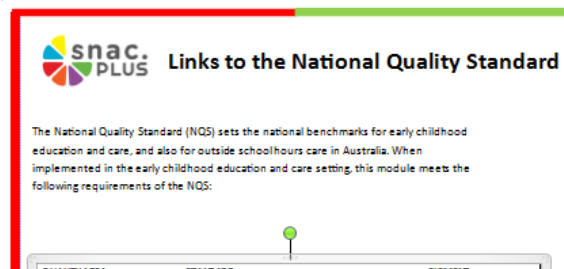 snac.
PLUS
Links to the National Quality Standard
The National Quality Standard (NQS) sets the national benchmarks for early childhood
education and care, and also for outside school hours care in Australia. When
implemented in the early childhood education and care setting, this module meets the
following requirements of the NQS: